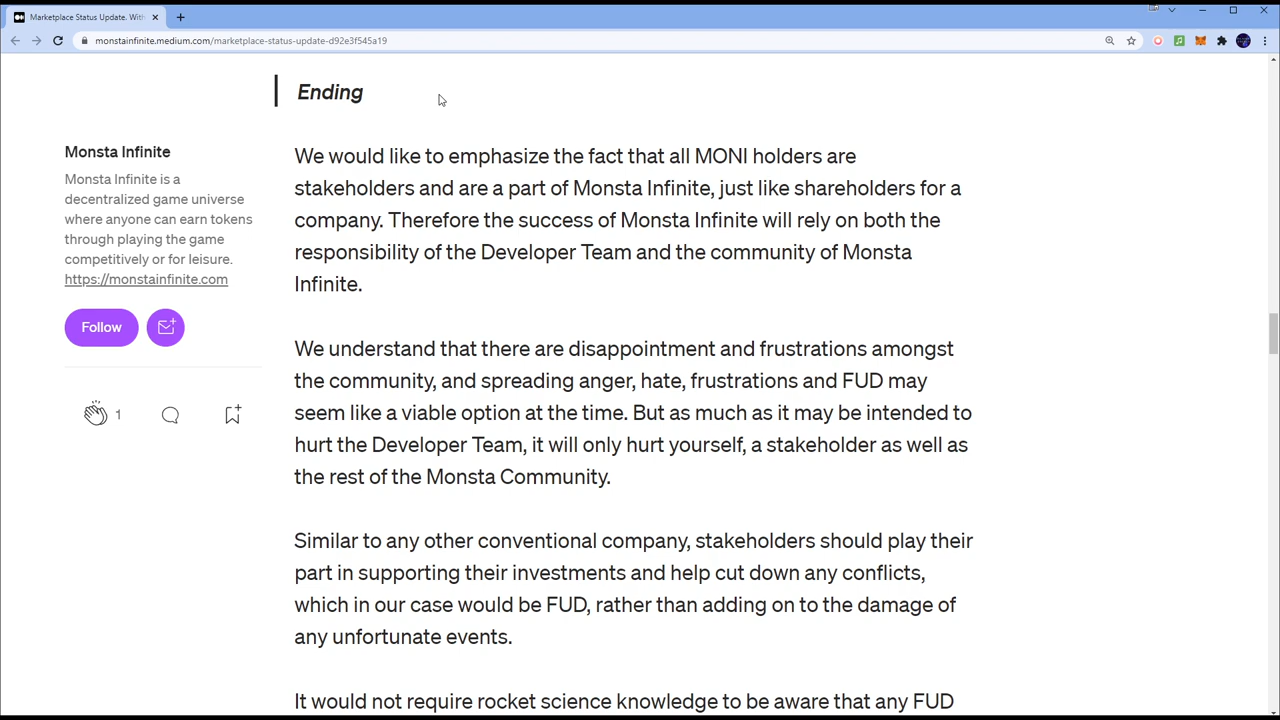 Marketplace Status Update. With
monstainfinite.medium.com/marketplace-status-update-d92e3f545a19
Ending
Monsta Infinite
Monsta Infinite is a
decentralized game universe
where anyone can earn tokens
through playing the game
competitively or for leisure.
https://monstainfinite.com
Follow
1
We would like to emphasize the fact that all MONI holders are
stakeholders and are a part of Monsta Infinite, just like shareholders for a
company. Therefore the success of Monsta Infinite will rely on both the
responsibility of the Developer Team and the community of Monsta
Infinite.
We understand that there are disappointment and frustrations amongst
the community, and spreading anger, hate, frustrations and FUD may
seem like a viable option at the time. But as much as it may be intended to
hurt the Developer Team, it will only hurt yourself, a stakeholder as well as
the rest of the Monsta Community.
Similar to any other conventional company, stakeholders should play their
part in supporting their investments and help cut down any conflicts,
which in our case would be FUD, rather than adding on to the damage of
any unfortunate events.
It would not require rocket science knowledge to be aware that any FUD